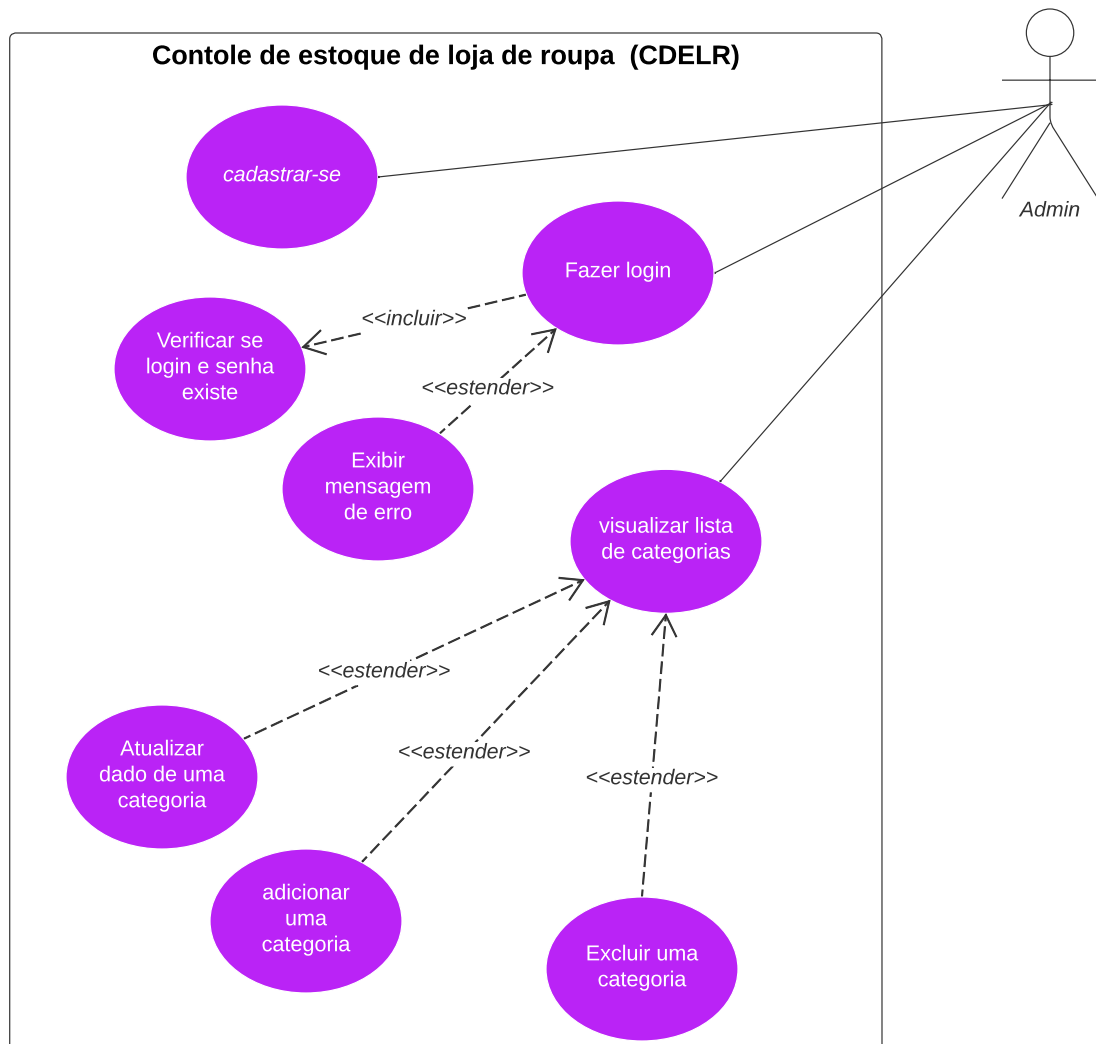 Contole de estoque de loja de roupa  (CDELR)
cadastrar-se
Admin
Fazer login
<<incluir>>
Verificar se
login e senha
existe
<<estender>>
Exibir
mensagem
de erro
visualizar lista
de categorias
<<estender>>
Atualizar
dado de uma
categoria
<<estender>>
<<estender>>
adicionar
uma
categoria
Excluir uma
categoria